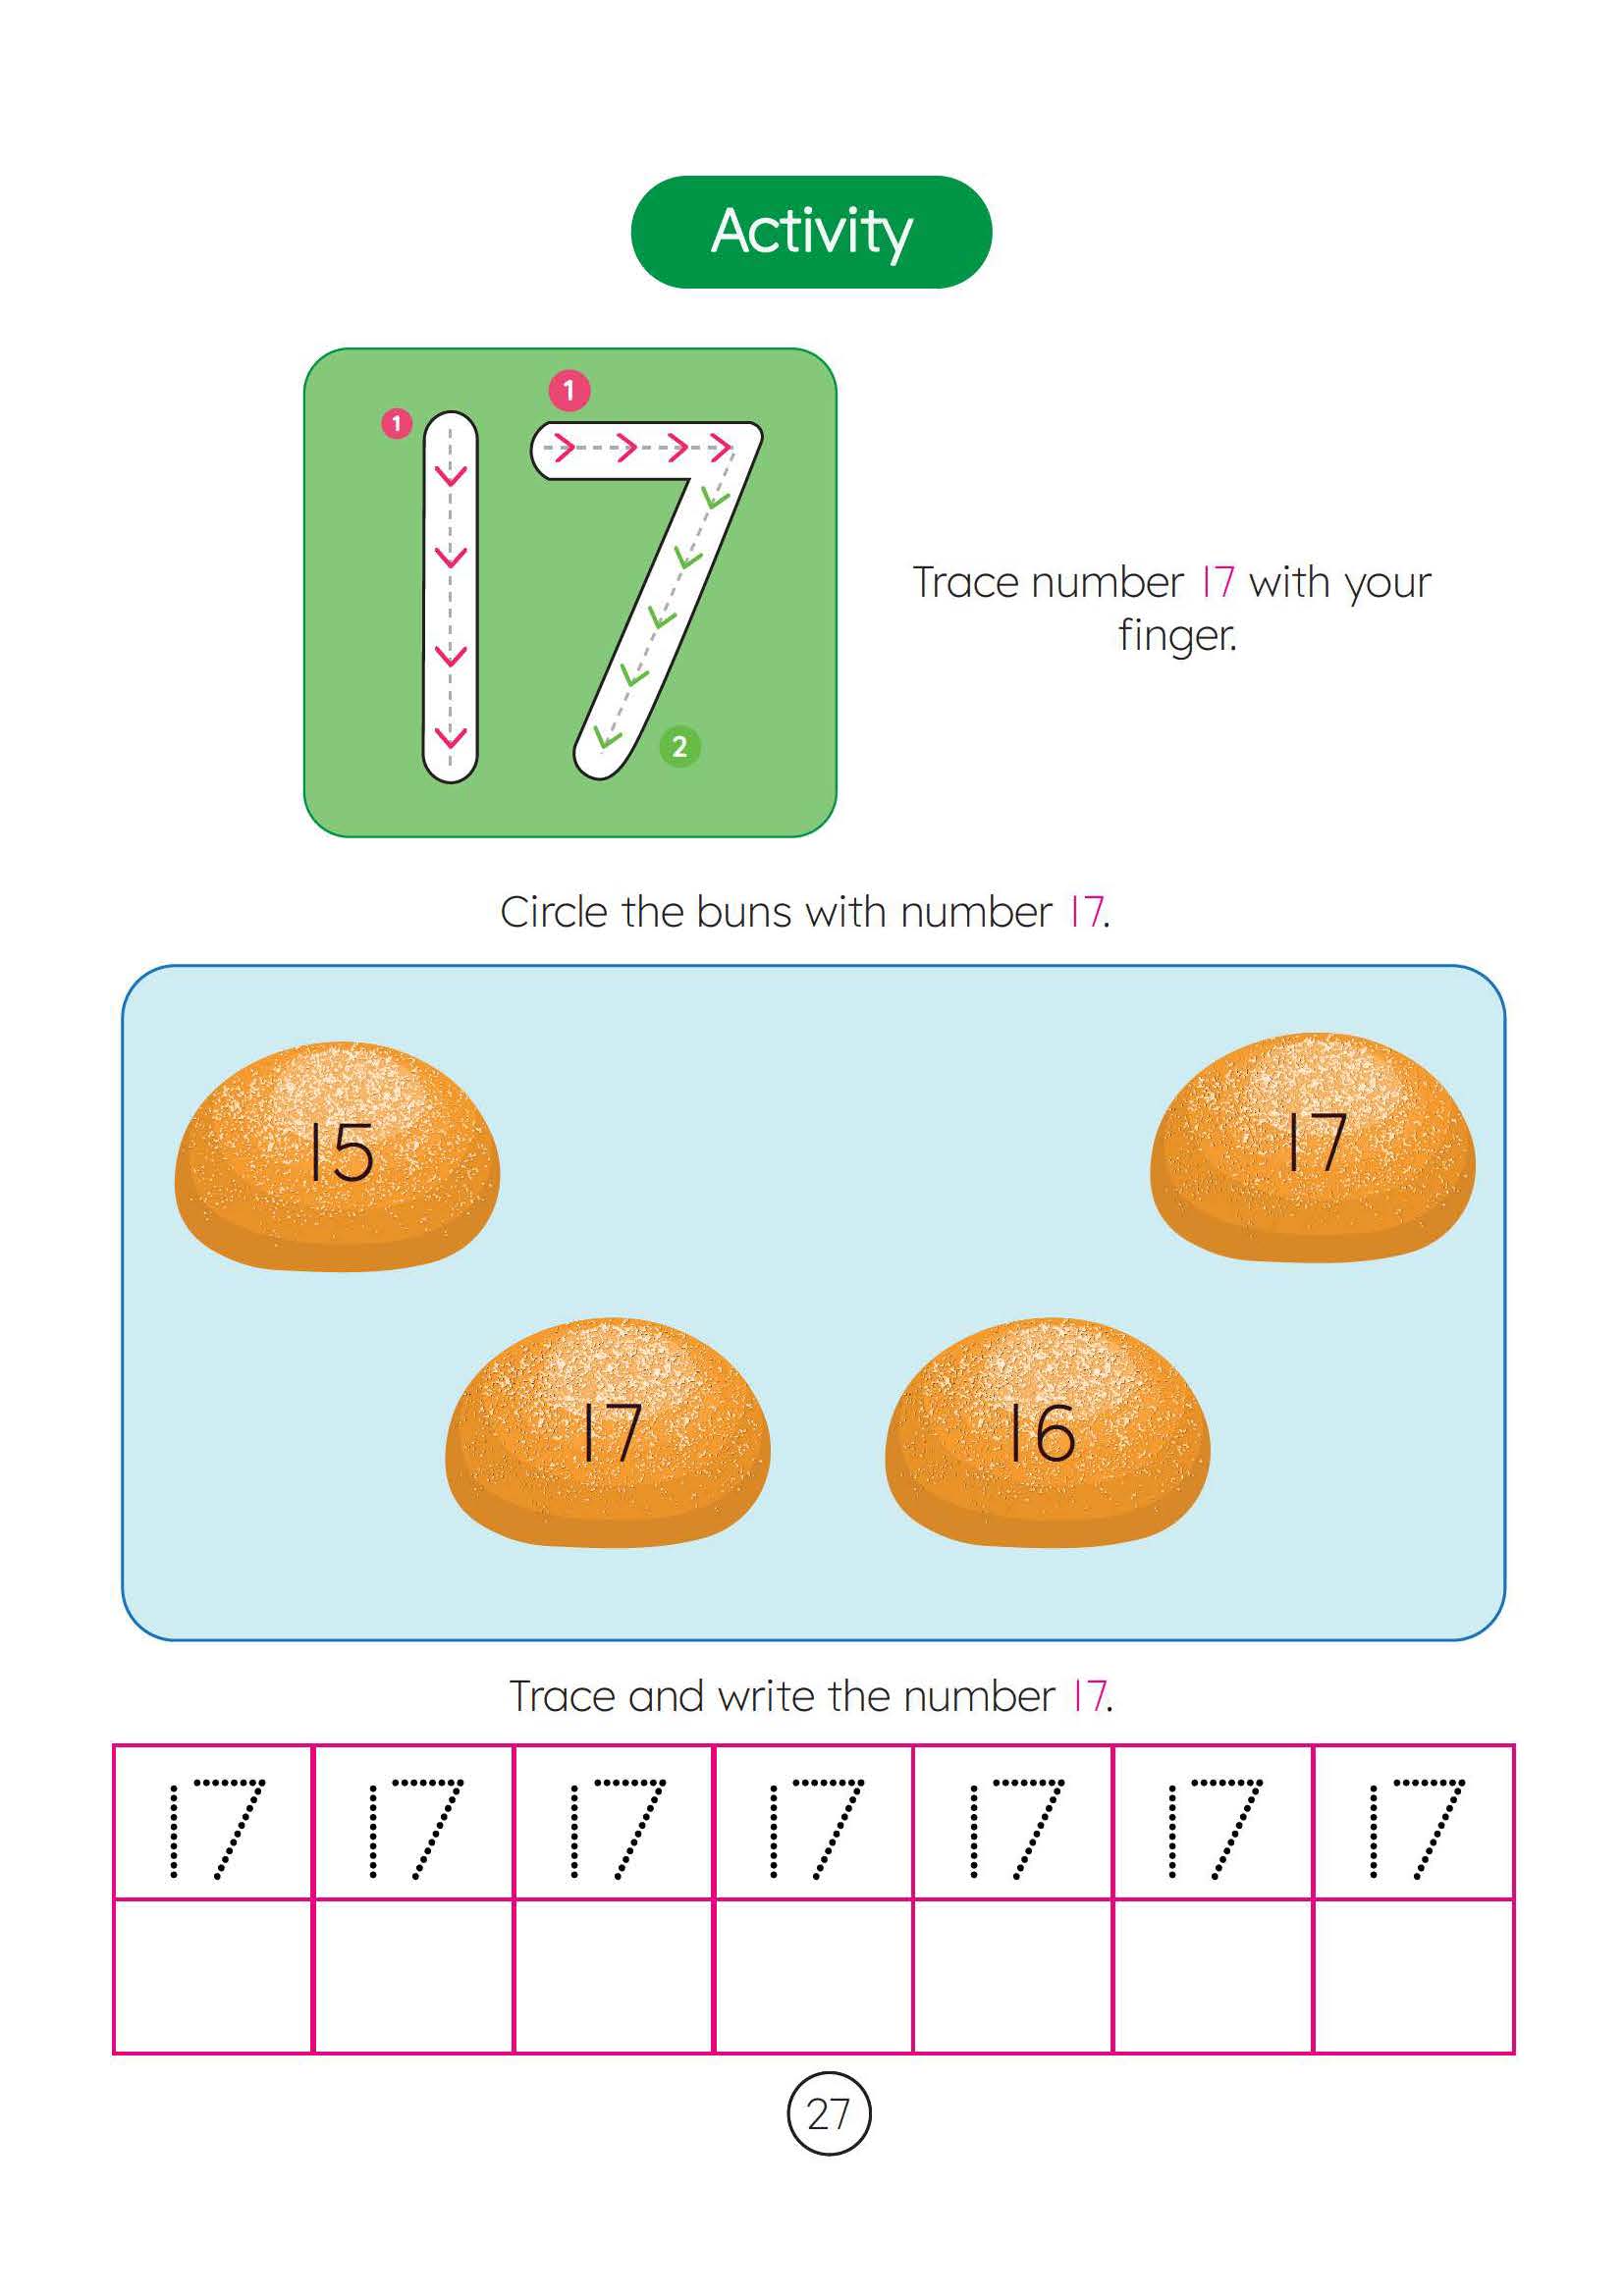 Activity
1
1
17
2
Trace number 17 with your
finger.
Circle the buns with number 17.
15
17
17
16
Trace and write the number 17.
17 17 17 17 17 17 17
27